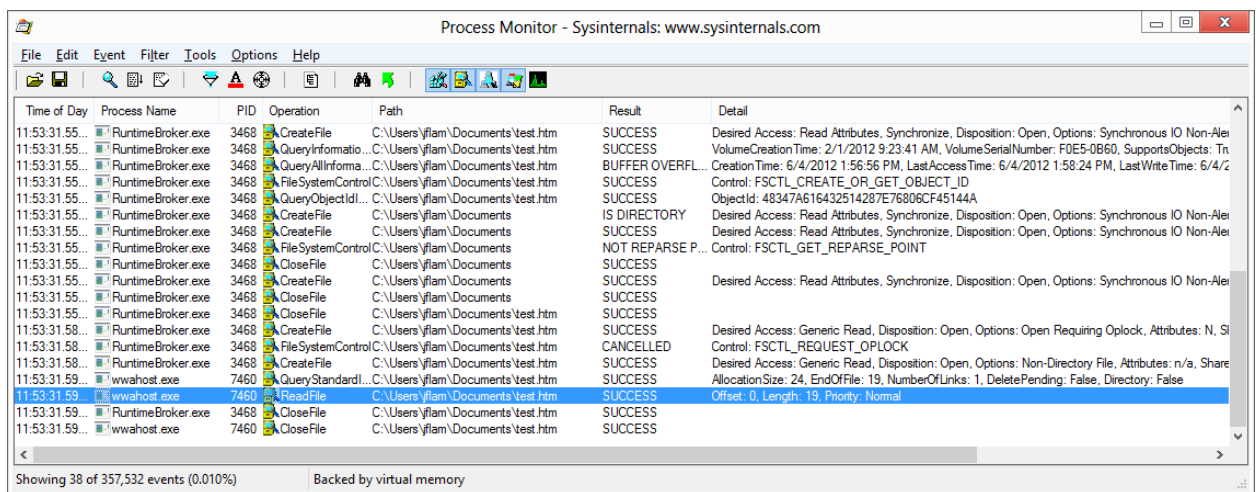 Process Monitor - Sysinternals: www.sysinternals.com
File Edit Event Filter Tools Options Help
Time of Day Process Name PID Operation Path Result Detail
11:53:31.55... RuntimeBroker.exe 3468 CreateFile C:\Users\jflam\Documents\test.htm SUCCESS Desired Access: Read Attributes, Synchronize, Disposition: Open, Options: Synchronous IO Non-Aler
11:53:31.55... RuntimeBroker.exe 3468 QueryInformatio... C:\Users\jflam\Documents\test.htm SUCCESS VolumeCreationTime: 2/1/2012 9:23:41 AM, VolumeSerialNumber: F0E5-0B60, SupportsObjects: Tru
11:53:31.55... RuntimeBroker.exe 3468 QueryAllInforma... C:\Users\jflam\Documents\test.htm BUFFER OVERFL... CreationTime: 6/4/2012 1:56:56 PM, LastAccessTime: 6/4/2012 1:58:24 PM, LastWriteTime: 6/4/2
11:53:31.55... RuntimeBroker.exe 3468 FileSystemControl C:\Users\jflam\Documents\test.htm SUCCESS Control: FSCTL_CREATE_OR_GET_OBJECT_ID
11:53:31.55... RuntimeBroker.exe 3468 QueryObjectIdI... C:\Users\jflam\Documents\test.htm SUCCESS ObjectId: 48347A616432514287E76806CF45144A
11:53:31.55... RuntimeBroker.exe 3468 CreateFile C:\Users\jflam\Documents IS DIRECTORY Desired Access: Read Attributes, Synchronize, Disposition: Open, Options: Synchronous IO Non-Aler
11:53:31.55... RuntimeBroker.exe 3468 CreateFile C:\Users\jflam\Documents SUCCESS Desired Access: Read Attributes, Synchronize, Disposition: Open, Options: Synchronous IO Non-Aler
11:53:31.55... RuntimeBroker.exe 3468 FileSystemControl C:\Users\jflam\Documents NOT REPARSE P... Control: FSCTL_GET_REPARSE_POINT
11:53:31.55... RuntimeBroker.exe 3468 CloseFile C:\Users\jflam\Documents SUCCESS
11:53:31.55... RuntimeBroker.exe 3468 CreateFile C:\Users\jflam\Documents SUCCESS Desired Access: Read Attributes, Synchronize, Disposition: Open, Options: Synchronous IO Non-Aler
11:53:31.55... RuntimeBroker.exe 3468 CloseFile C:\Users\jflam\Documents SUCCESS
11:53:31.55... RuntimeBroker.exe 3468 CloseFile C:\Users\jflam\Documents\test.htm SUCCESS
11:53:31.58... RuntimeBroker.exe 3468 CreateFile C:\Users\jflam\Documents\test.htm SUCCESS Desired Access: Generic Read, Disposition: Open, Options: Open Requiring Oplock, Attributes: N, Sl
11:53:31.58... RuntimeBroker.exe 3468 FileSystemControl C:\Users\jflam\Documents\test.htm CANCELLED Control: FSCTL_REQUEST_OPLOCK
11:53:31.58... RuntimeBroker.exe 3468 CreateFile C:\Users\jflam\Documents\test.htm SUCCESS Desired Access: Generic Read, Disposition: Open, Options: Non-Directory File, Attributes: n/a, Share
11:53:31.59... wwahost.exe 7460 QueryStandardI... C:\Users\jflam\Documents\test.htm SUCCESS AllocationSize: 24, EndOfFile: 19, NumberOfLinks: 1, DeletePending: False, Directory: False
11:53:31.59... wwahost.exe 7460 ReadFile C:\Users\jflam\Documents\test.htm SUCCESS Offset: 0, Length: 19, Priority: Normal
11:53:31.59... RuntimeBroker.exe 3468 CloseFile C:\Users\jflam\Documents\test.htm SUCCESS
11:53:31.59... wwahost.exe 7460 CloseFile C:\Users\jflam\Documents\test.htm SUCCESS
Showing 38 of 357,532 events (0.010%) Backed by virtual memory